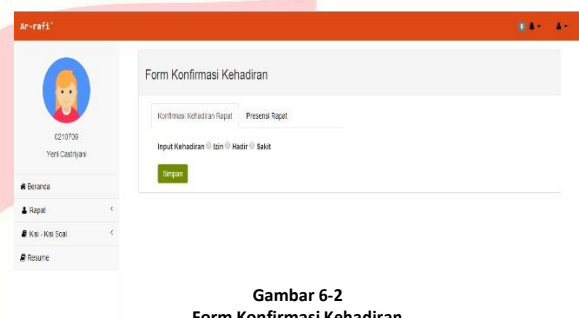 Ar-rafi'
6
Form Konfirmasi Kehadiran
Konfirmasi Kehadiran Rapat Presensi Rapat
0210709
Yeni Castriyani
Input Kehadiran Izin Hadir Sakit
Simpan
Beranda
Rapat
Kisi - Kisi Soal
Resume
Gambar 6-2
Form Konfirmasi Kehadiran